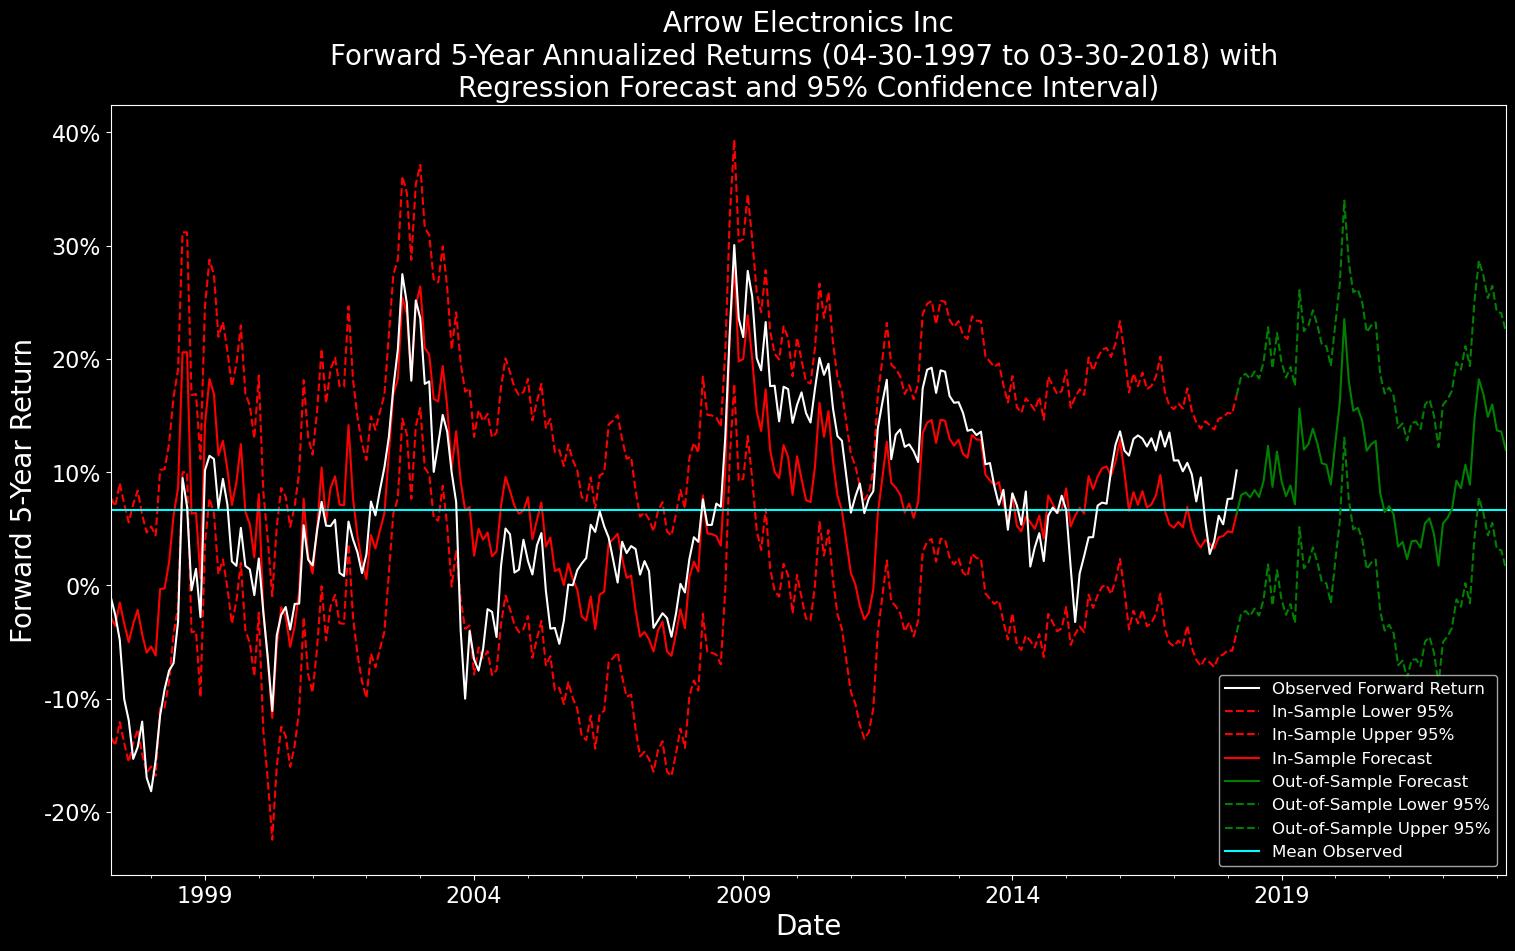 Arrow Electronics Inc
Forward 5-Year Annualized Returns (04-30-1997 to 03-30-2018) with
Regression Forecast and 95% Confidence Interval)
Forward 5-Year Return
40%
30%
20%
10%
0%
-10%
-20%
Observed Forward Return
In-Sample Lower 95%
In-Sample Upper 95%
In-Sample Forecast
Out-of-Sample Forecast
Out-of-Sample Lower 95%
Out-of-Sample Upper 95%
Mean Observed
1999 2004 2009 2014 2019
Date